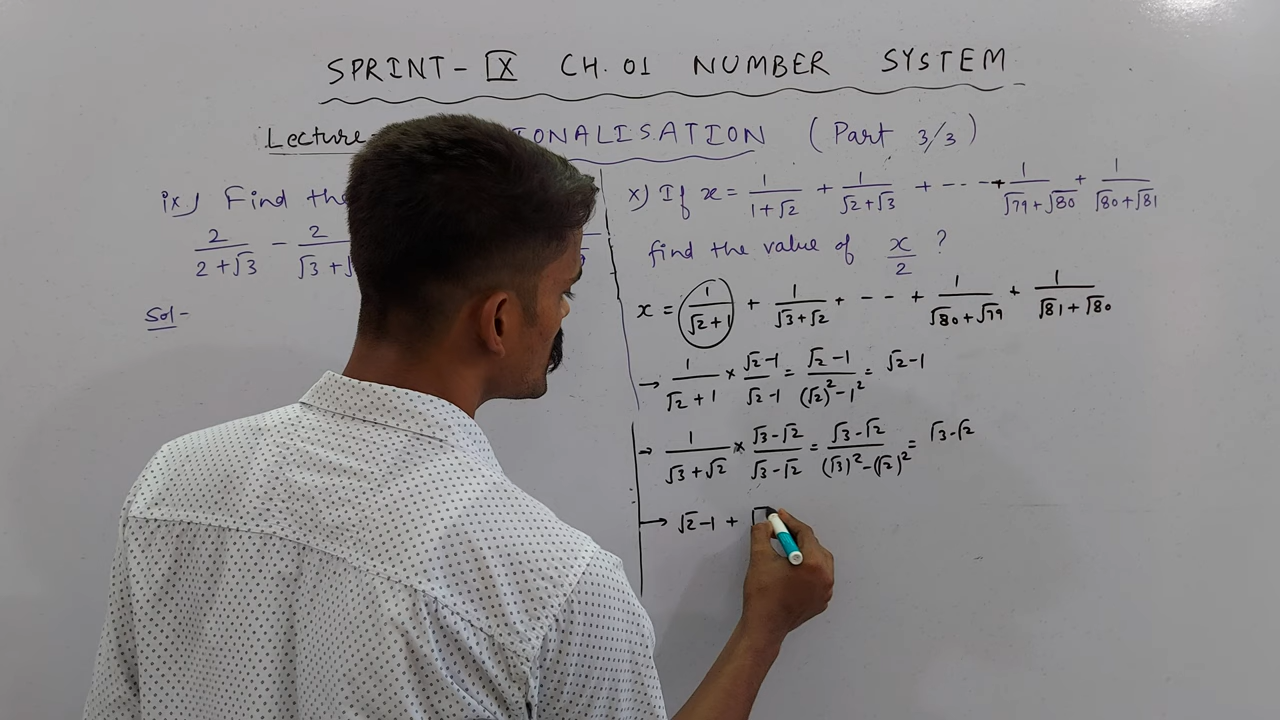 SPRINT-IX CH. 01 NUMBER SYSTEM
Lecture- IONALISATION (Part 3/3)
ix) Find the
2/(2+√3) - 2/(√3+√
Sol-
x) If x = 1/(1+√2) + 1/(√2+√3) + ---- + 1/(√79+√80) + 1/(√80+√81)
find the value of x/2 ?
x = 1/(√2+1) + 1/(√3+√2) + -- - + 1/(√80+√79) + 1/(√81+√80)
→ 1/(√2+1) × (√2-1)/(√2-1) = (√2-1)/((√2)²-1²) = √2-1
→ 1/(√3+√2) × (√3-√2)/(√3-√2) = (√3-√2)/((√3)²-(√2)²) = √3-√2
→ √2-1 + √